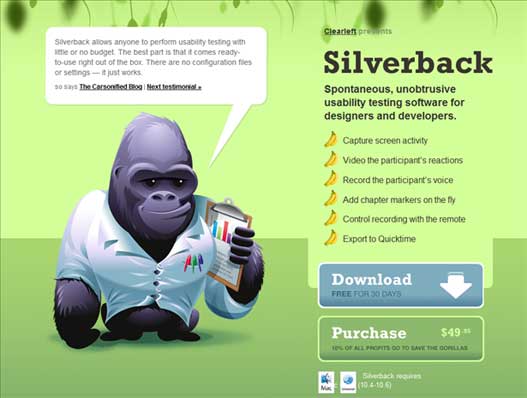 Silverback allows anyone to perform usability testing with
little or no budget. The best part is that it comes ready-
to-use right out of the box. There are no configuration files
or settings — it just works.
so says The Carsonified Blog | Next testimonial »
Clearleft presents
Silverback
Spontaneous, unobtrusive
usability testing software for
designers and developers.
Capture screen activity
Video the participant's reactions
Record the participant's voice
Add chapter markers on the fly
Control recording with the remote
Export to Quicktime
Download
FREE FOR 30 DAYS
Purchase
$49.95
10% OF ALL PROFITS GO TO SAVE THE GORILLAS
Silverback requires
(10.4-10.6)
Mac